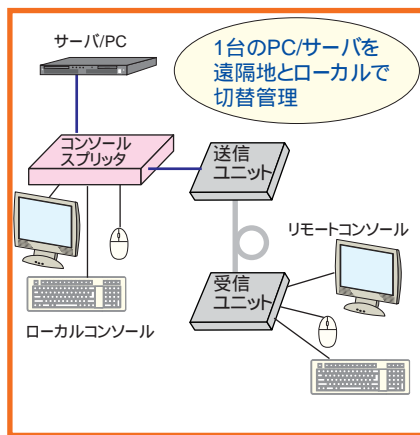 サーバ/PC
1台のPC/サーバを
遠隔地とローカルで
切替管理
コンソール
スプリッタ
送信
ユニット
リモートコンソール
受信
ユニット
ローカルコンソール